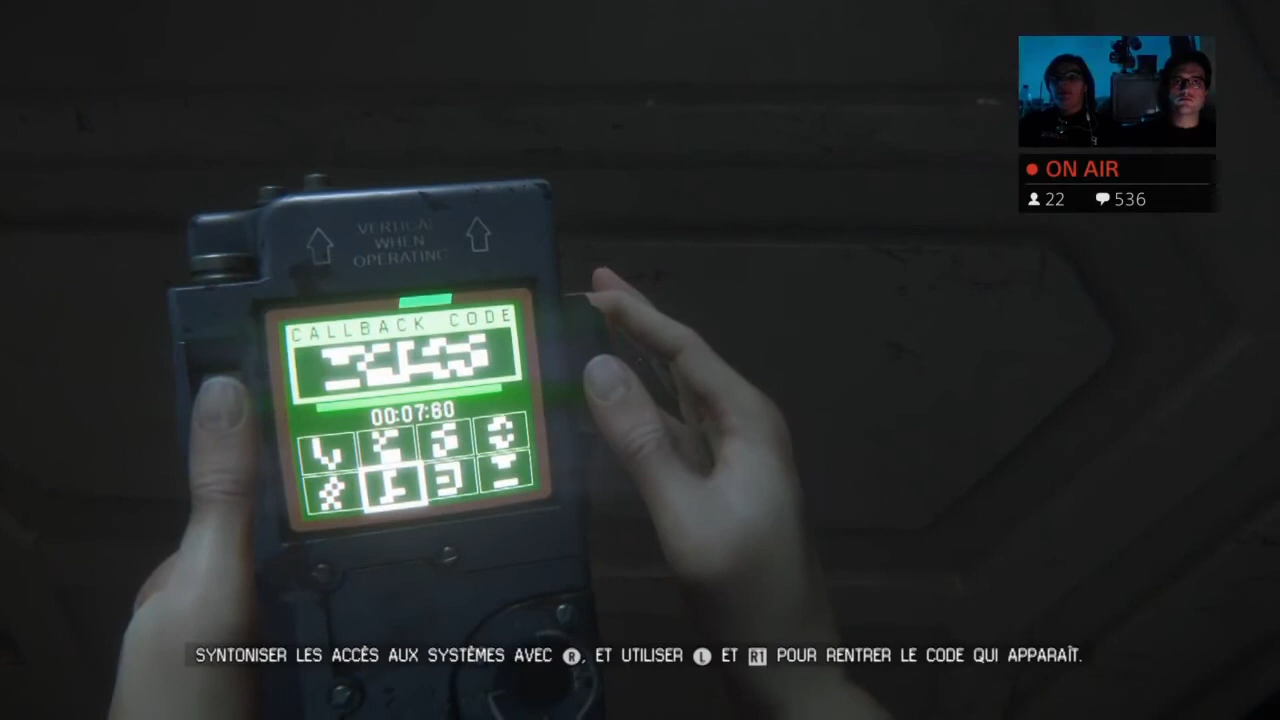 ON AIR
22 536
VERTICAL
WHEN
OPERATING
CALLBACK CODE
00:07:60
SYNTONISER LES ACCÈS AUX SYSTÈMES AVEC R, ET UTILISER L ET R1 POUR RENTRER LE CODE QUI APPARAÎT.